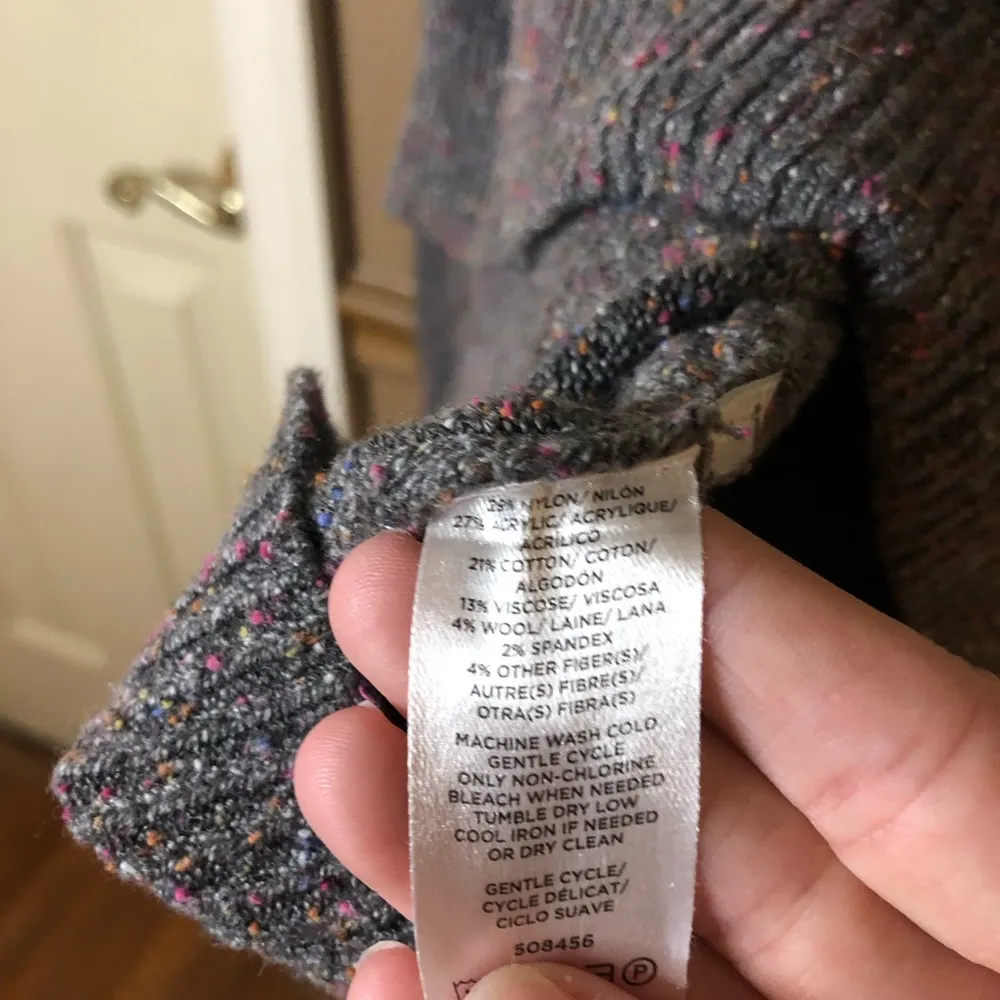 29% NYLON/ NILÓN
27% ACRYLIC/ ACRYLIQUE/
ACRÍLICO
21% COTTON/ COTON/
ALGODÓN
13% VISCOSE/ VISCOSA
4% WOOL/ LAINE/ LANA
2% SPANDEX
4% OTHER FIBER(S)/
AUTRE(S) FIBRE(S)/
OTRA(S) FIBRA(S)
MACHINE WASH COLD,
GENTLE CYCLE
ONLY NON-CHLORINE
BLEACH WHEN NEEDED
TUMBLE DRY LOW
COOL IRON IF NEEDED
OR DRY CLEAN
GENTLE CYCLE/
CYCLE DÉLICAT/
CICLO SUAVE
508456
P